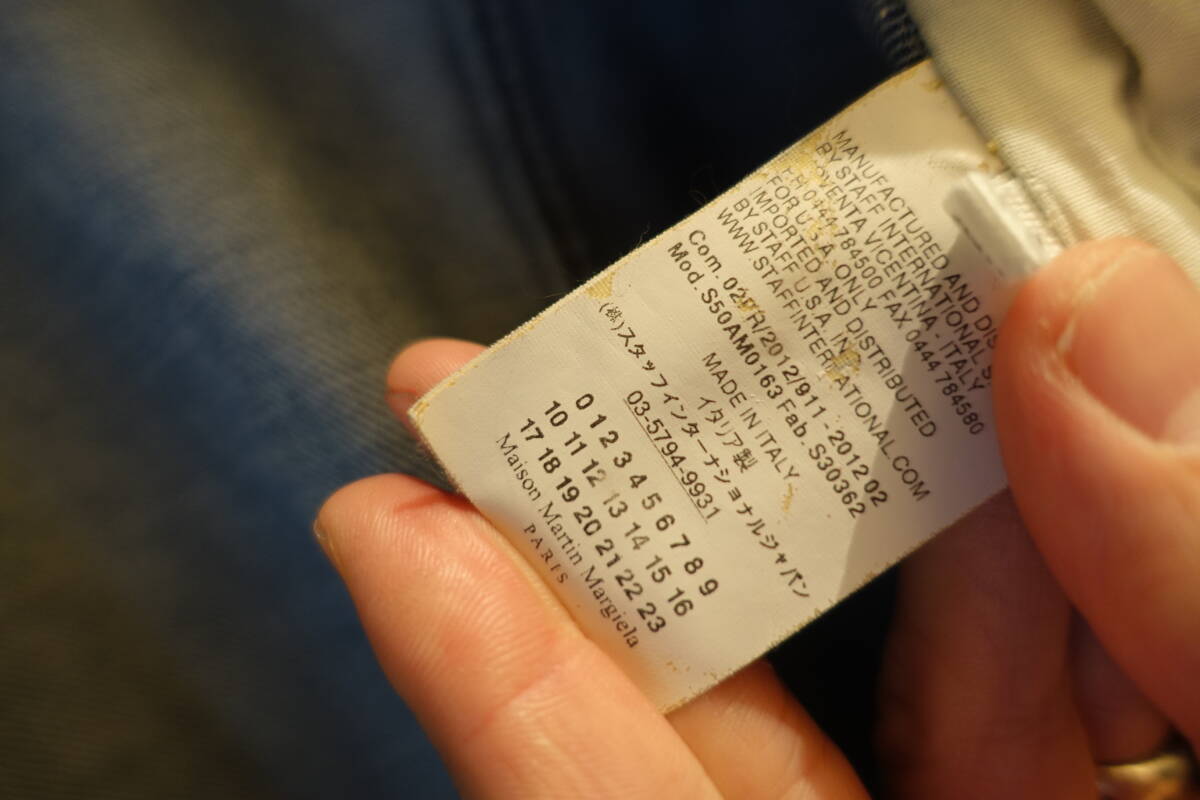 MANUFACTURED AND DIS
BY STAFF INTERNATIONAL S.
NOVENTA VICENTINA - ITALY
0444 784500 FAX 0444 784580
FOR U.S.A. ONLY
IMPORTED AND DISTRIBUTED
BY STAFF U.S.A. INC
WWW.STAFFINTERNATIONAL.COM
Com. /2012/911 - 2012 02
Mod. S50AM0163 Fab. S30362
MADE IN ITALY
イタリア製
(株)スタッフインターナショナルジャパン
03-5794-9931
0 1 2 3 4 5 6 7 8 9
10 11 12 13 14 15 16
17 18 19 20 21 22 23
Maison Martin Margiela
PARIS